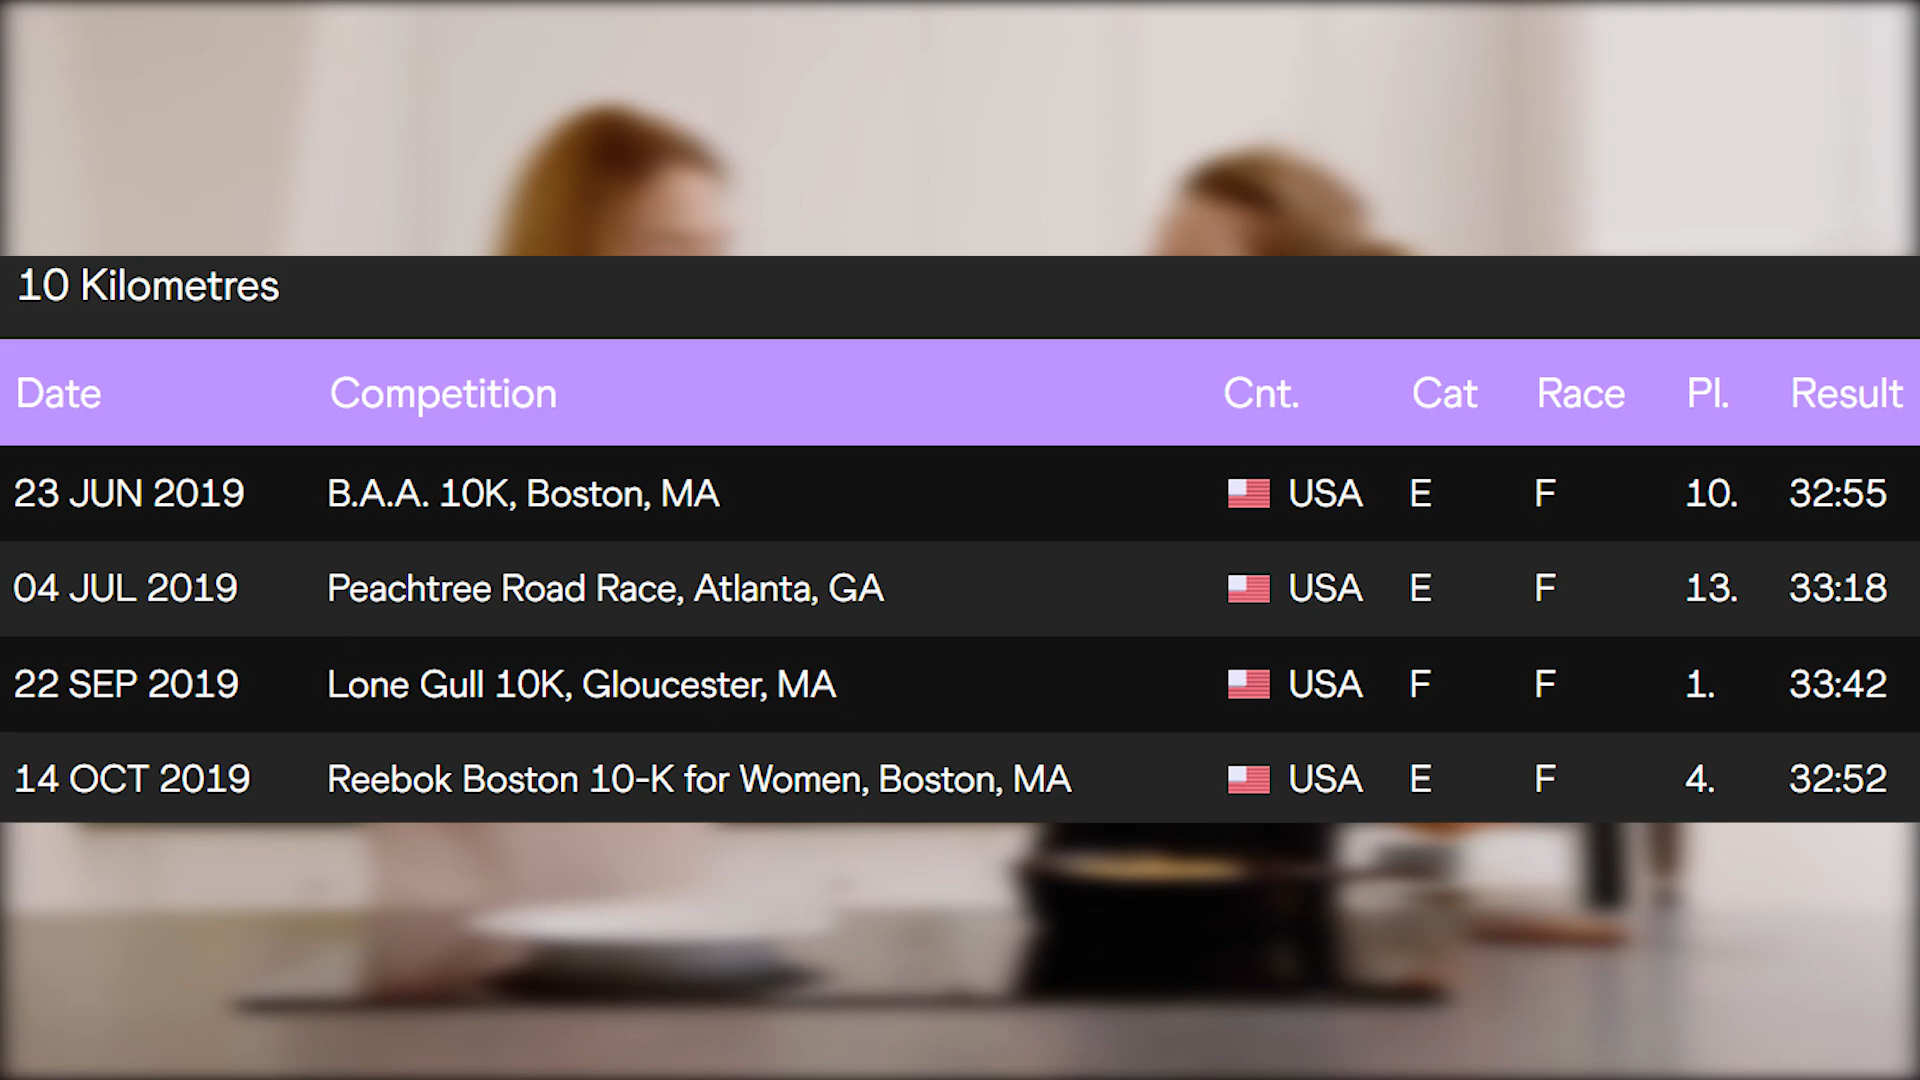 10 Kilometres
Date Competition Cnt. Cat Race Pl. Result
23 JUN 2019 B.A.A. 10K, Boston, MA USA E F 10. 32:55
04 JUL 2019 Peachtree Road Race, Atlanta, GA USA E F 13. 33:18
22 SEP 2019 Lone Gull 10K, Gloucester, MA USA F F 1. 33:42
14 OCT 2019 Reebok Boston 10-K for Women, Boston, MA USA E F 4. 32:52